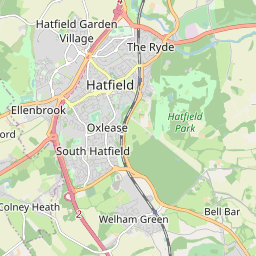 Hatfield Garden
Village
The Ryde
Hatfield
Ellenbrook
Hatfield
Park
Oxlease
South Hatfield
Colney Heath
2
Bell Bar
Welham Green